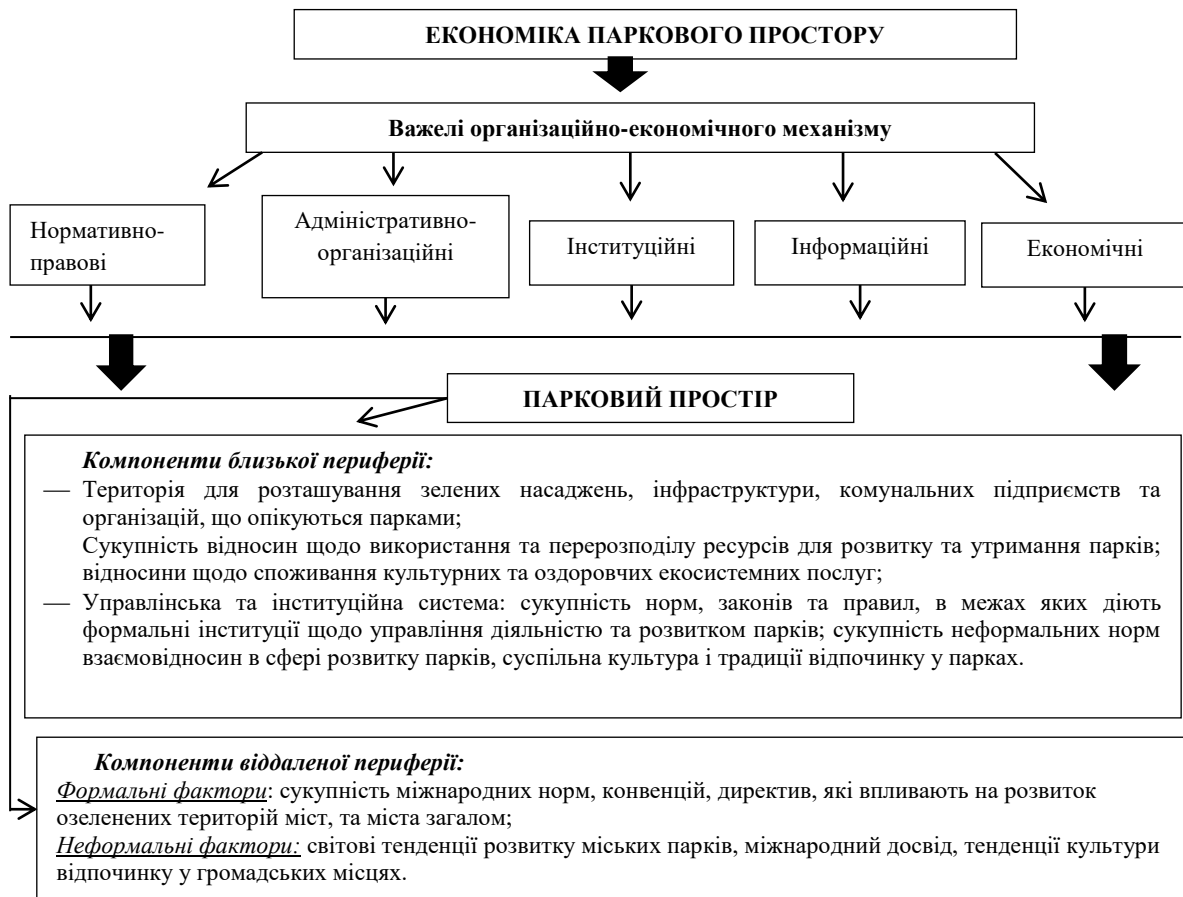 ЕКОНОМІКА ПАРКОВОГО ПРОСТОРУ
Важелі організаційно-економічного механізму
Нормативно-
правові
Адміністративно-
організаційні
Інституційні
Інформаційні
Економічні
ПАРКОВИЙ ПРОСТІР
Компоненти близької периферії:
— Територія для розташування зелених насаджень, інфраструктури, комунальних підприємств та
організацій, що опікуються парками;
Сукупність відносин щодо використання та перерозподілу ресурсів для розвитку та утримання парків;
відносини щодо споживання культурних та оздоровчих екосистемних послуг;
— Управлінська та інституційна система: сукупність норм, законів та правил, в межах яких діють
формальні інституції щодо управління діяльністю та розвитком парків; сукупність неформальних норм
взаємовідносин в сфері розвитку парків, суспільна культура і традиції відпочинку у парках.
Компоненти віддаленої периферії:
Формальні фактори: сукупність міжнародних норм, конвенцій, директив, які впливають на розвиток
озеленених територій міст, та міста загалом;
Неформальні фактори: світові тенденції розвитку міських парків, міжнародний досвід, тенденції культури
відпочинку у громадських місцях.